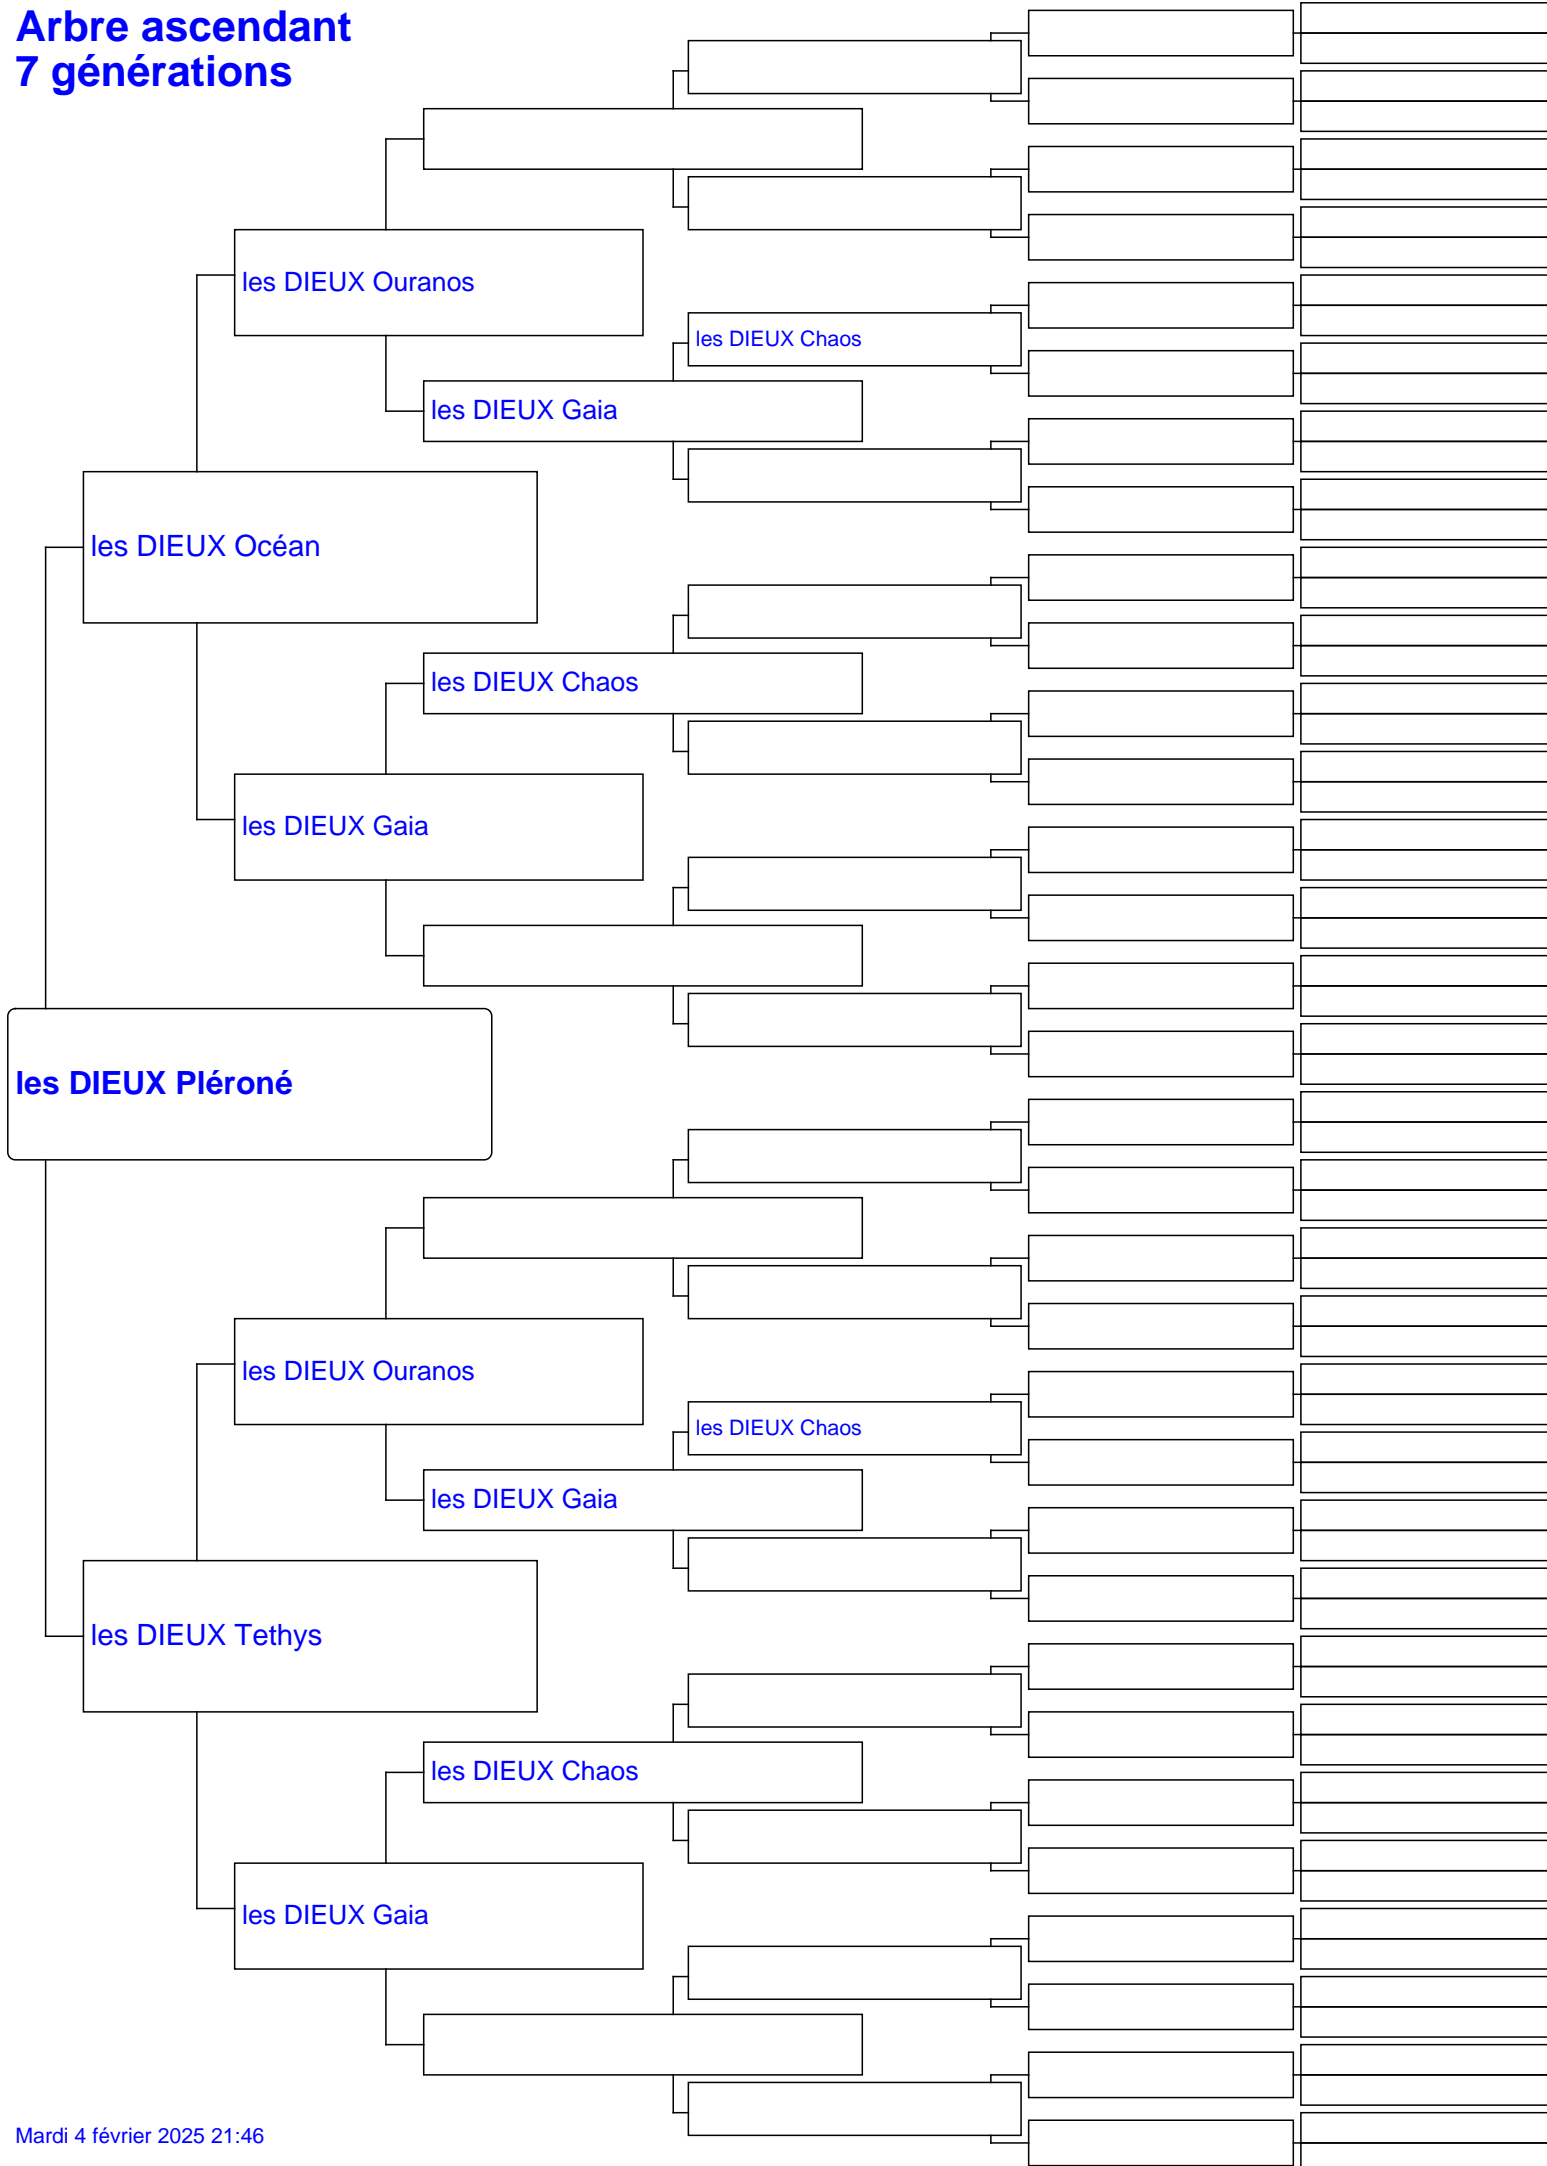 Arbre ascendant
7 générations
les DIEUX Ouranos
les DIEUX Chaos
les DIEUX Gaia
les DIEUX Océan
les DIEUX Chaos
les DIEUX Gaia
les DIEUX Pléroné
les DIEUX Ouranos
les DIEUX Chaos
les DIEUX Gaia
les DIEUX Tethys
les DIEUX Chaos
les DIEUX Gaia
Mardi 4 février 2025 21:46